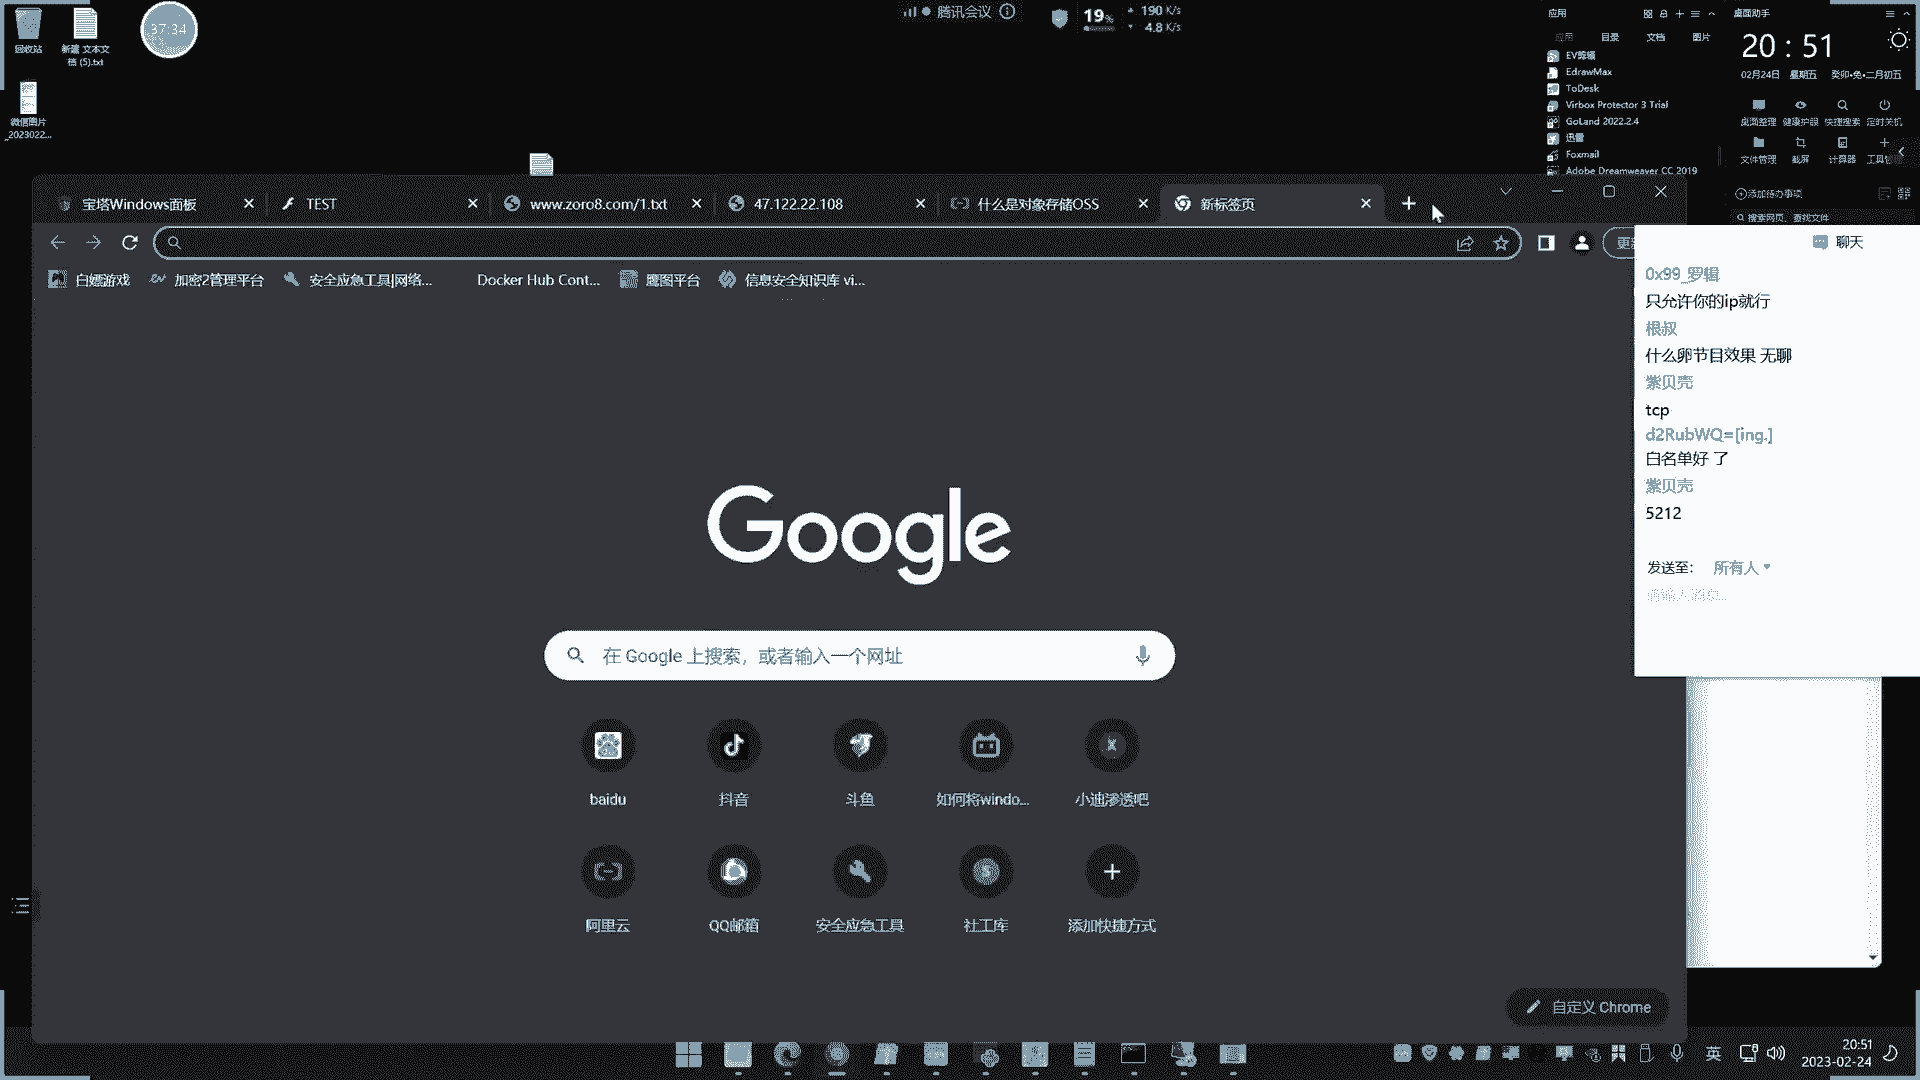 回收站
新建 文本文
档 (5).txt
37:34
微信图片
_2023022...
腾讯会议
19%
190 K/s
4.8 K/s
应用
应用 目录 文档 图片
EV剪辑
EdrawMax
ToDesk
Virbox Protector 3 Trial
GoLand 2022.2.4
迅雷
Foxmail
Adobe Dreamweaver CC 2019
桌面助手
20 : 51
02月24日 星期五 癸卯•兔•二月初五
桌面整理 健康护眼 快捷搜索 定时关机
文件管理 截屏 计算器
添加待办事项
搜索网页、查找文件
宝塔Windows面板
TEST
www.zoro8.com/1.txt
47.122.22.108
什么是对象存储OSS
新标签页
白嫖游戏
加密2管理平台
安全应急工具|网络...
Docker Hub Cont...
鹰图平台
信息安全知识库 vi...
聊天
0x99_罗辑
只允许你的ip就行
根叔
什么卵节目效果 无聊
紫贝壳
tcp
d2RubWQ=[ing.]
白名单好 了
紫贝壳
5212
发送至: 所有人
请输入消息...
Google
在 Google 上搜索，或者输入一个网址
baidu
抖音
斗鱼
如何将windo...
小迪渗透吧
阿里云
QQ邮箱
安全应急工具
社工库
添加快捷方式
自定义 Chrome
英
20:51
2023-02-24